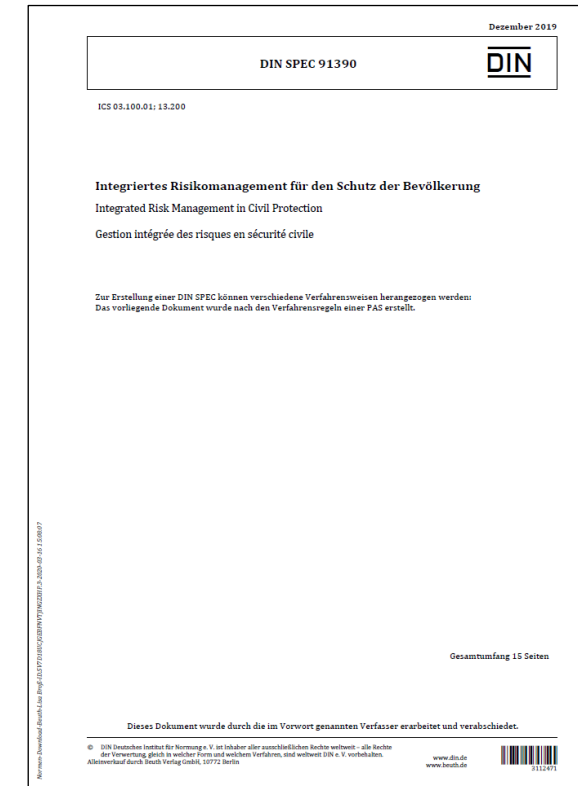 Dezember 2019
DIN SPEC 91390
DIN
ICS 03.100.01; 13.200
Integriertes Risikomanagement für den Schutz der Bevölkerung
Integrated Risk Management in Civil Protection
Gestion intégrée des risques en sécurité civile
Zur Erstellung einer DIN SPEC können verschiedene Verfahrensweisen herangezogen werden:
Das vorliegende Dokument wurde nach den Verfahrensregeln einer PAS erstellt.
Gesamtumfang 15 Seiten
Dieses Dokument wurde durch die im Vorwort genannten Verfasser erarbeitet und verabschiedet.
© DIN Deutsches Institut für Normung e. V. ist Inhaber aller ausschließlichen Rechte weltweit – alle Rechte
der Verwertung, gleich in welcher Form und welchem Verfahren, sind weltweit DIN e. V. vorbehalten.
Alleinverkauf durch Beuth Verlag GmbH, 10772 Berlin
www.din.de
www.beuth.de
3112471